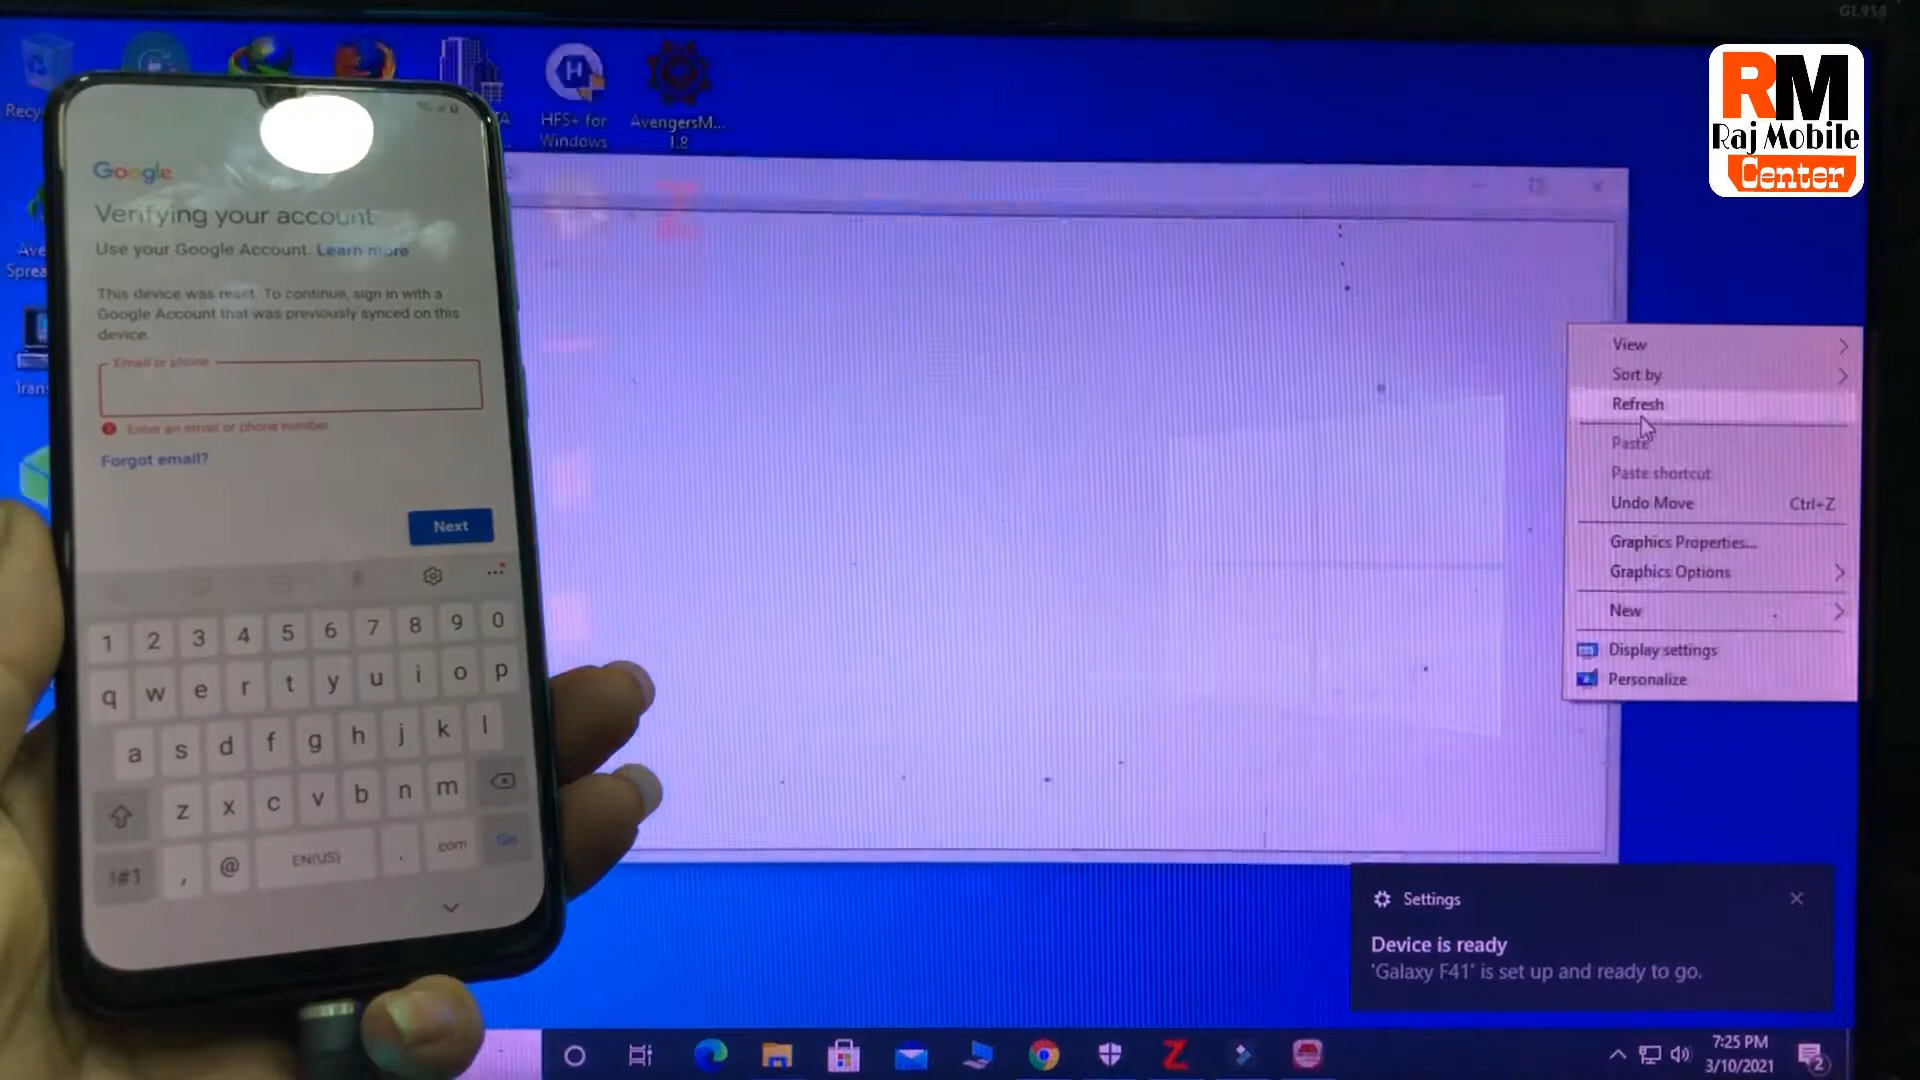 RM
Raj Mobile
Center
HFS+ for
Windows
AvengersM...
1.8
Google
Verifying your account
Use your Google Account. Learn more
This device was reset. To continue, sign in with a
Google Account that was previously synced on this
device.
Email or phone
Enter an email or phone number
Forgot email?
Next
1 2 3 4 5 6 7 8 9 0
q w e r t y u i o p
a s d f g h j k l
z x c v b n m
!#1 , @ EN(US) . .com Go
View
Sort by
Refresh
Paste
Paste shortcut
Undo Move Ctrl+Z
Graphics Properties...
Graphics Options
New
Display settings
Personalize
Settings
Device is ready
'Galaxy F41' is set up and ready to go.
7:25 PM
3/10/2021
2